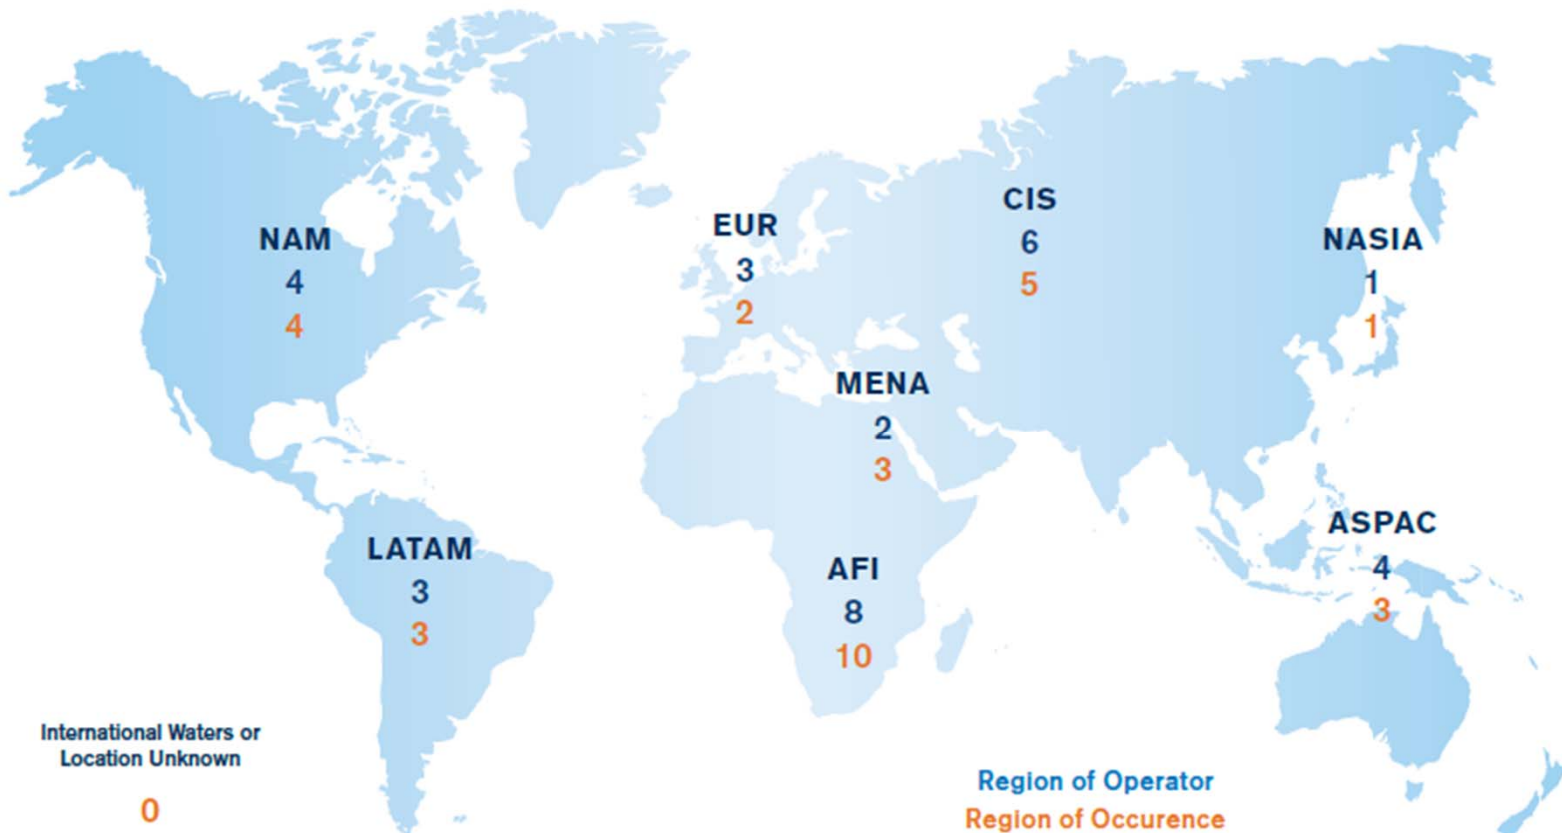 NAM
4
4
EUR
3
2
CIS
6
5
NASIA
1
1
MENA
2
3
LATAM
3
3
AFI
8
10
ASPAC
4
3
International Waters or
Location Unknown
0
Region of Operator
Region of Occurence